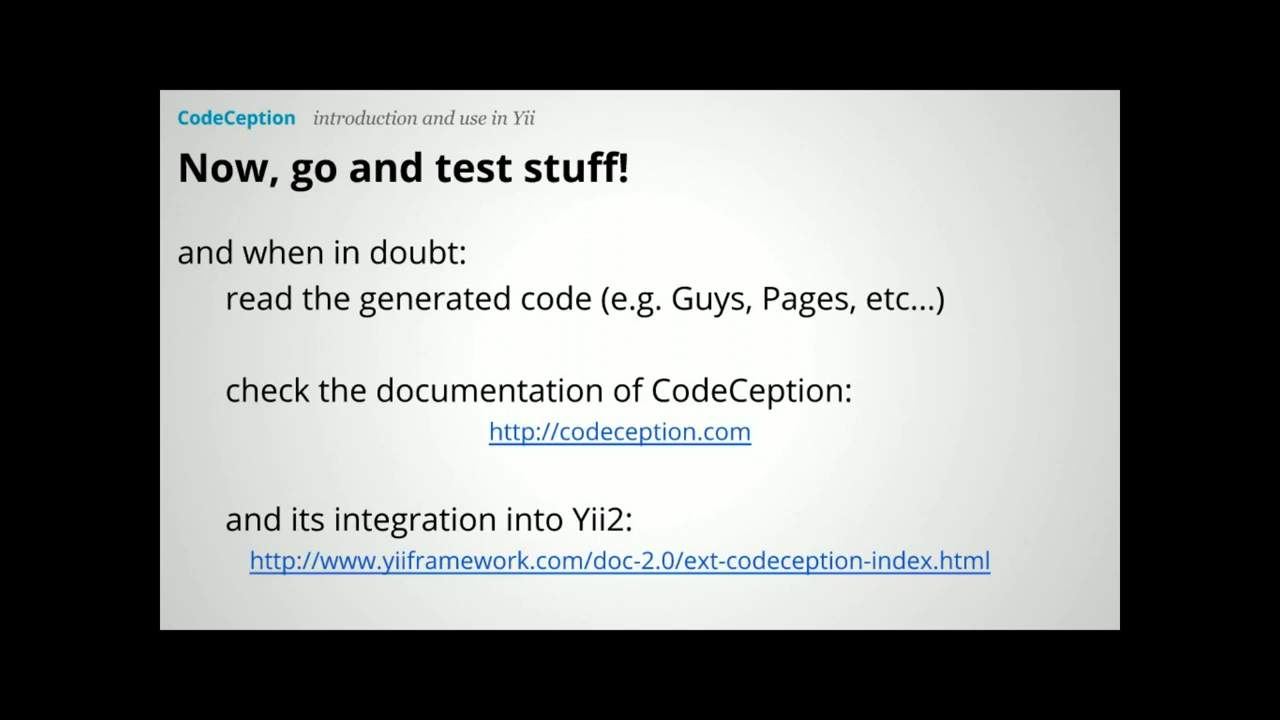 CodeCeption introduction and use in Yii
Now, go and test stuff!
and when in doubt:
read the generated code (e.g. Guys, Pages, etc...)
check the documentation of CodeCeption:
http://codeception.com
and its integration into Yii2:
http://www.yiiframework.com/doc-2.0/ext-codeception-index.html